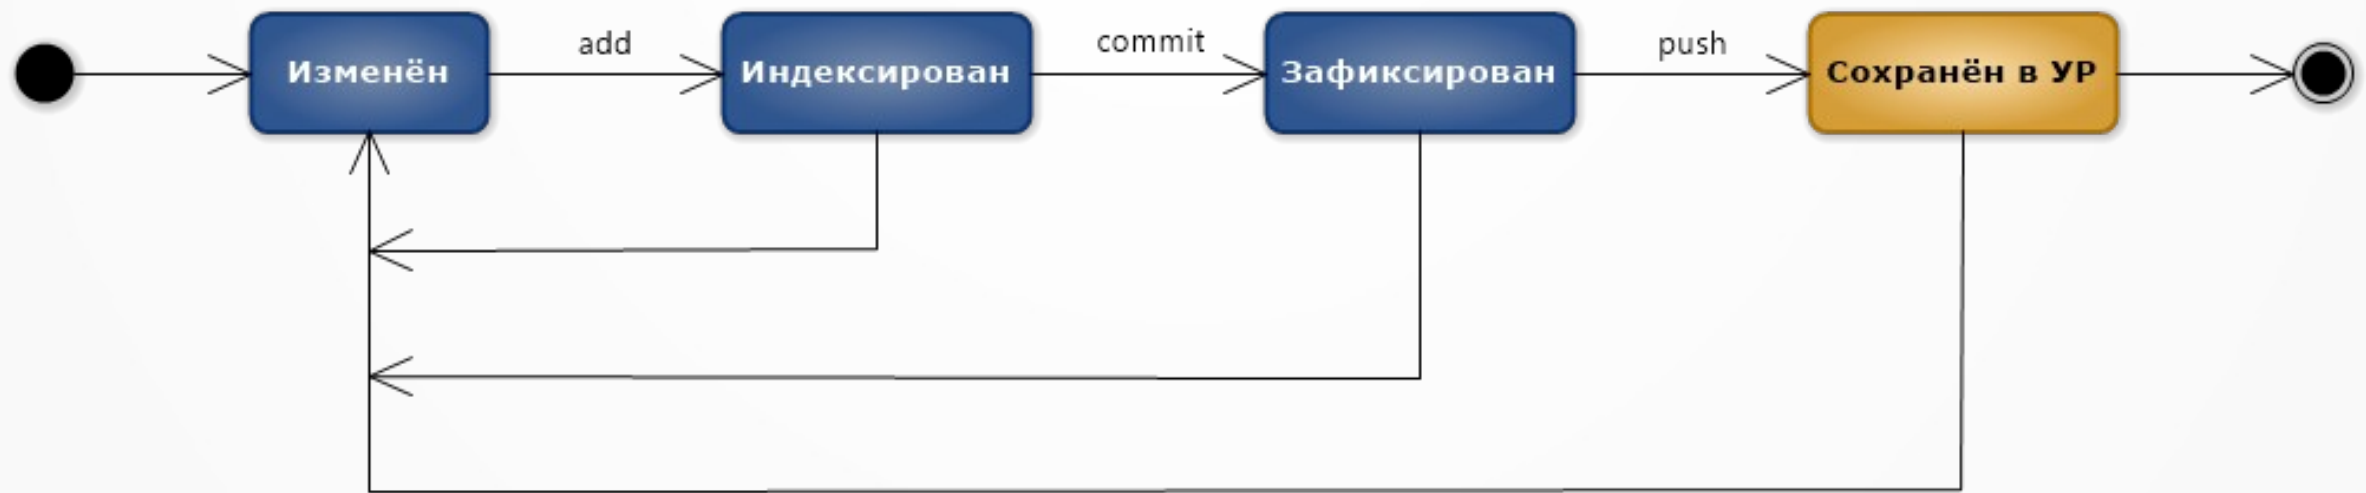 Изменён
add
Индексирован
commit
Зафиксирован
push
Сохранён в УР